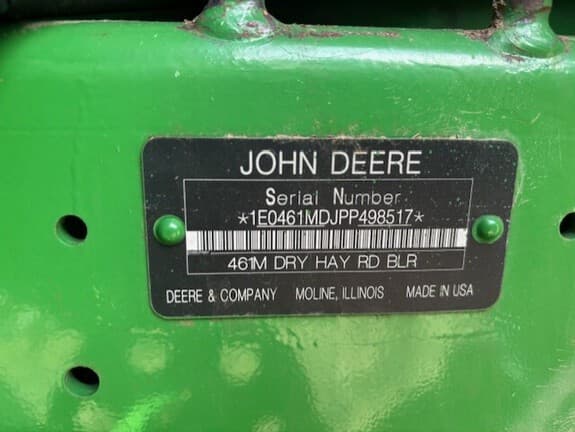 JOHN DEERE
Serial Number
*1E0461MDJPP498517*
461M DRY HAY RD BLR
DEERE & COMPANY MOLINE, ILLINOIS MADE IN USA